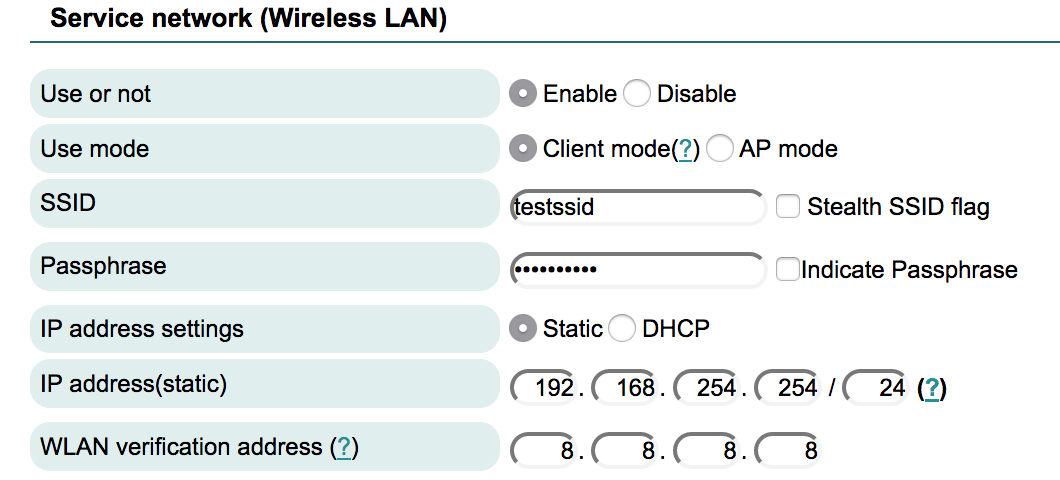 Service network (Wireless LAN)
Use or not Enable Disable
Use mode Client mode(?) AP mode
SSID testssid Stealth SSID flag
Passphrase •••••••••• Indicate Passphrase
IP address settings Static DHCP
IP address(static) 192. 168. 254. 254 / 24 (?)
WLAN verification address (?) 8. 8. 8. 8